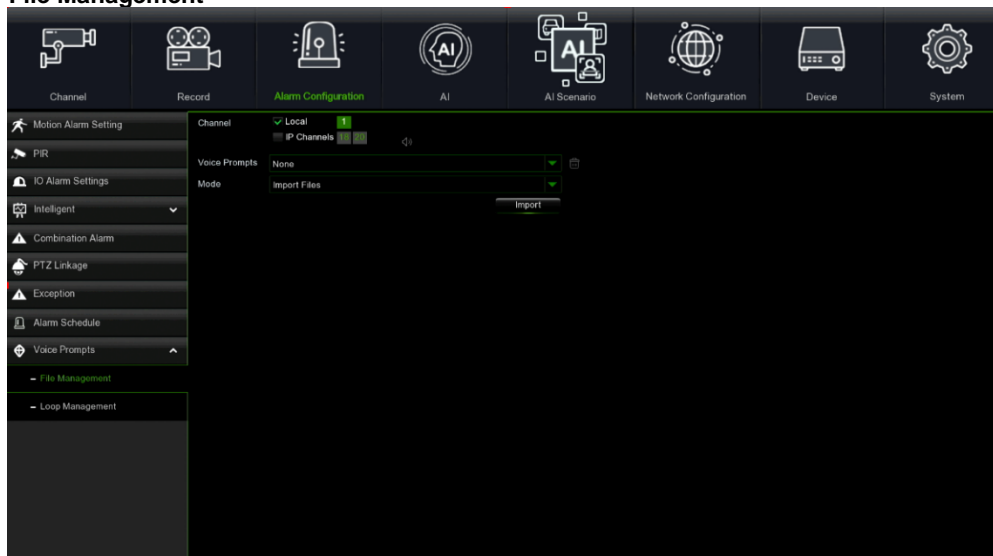 File Management
Channel Record Alarm Configuration AI AI Scenario Network Configuration Device System
Motion Alarm Setting
PIR
IO Alarm Settings
Intelligent
Combination Alarm
PTZ Linkage
Exception
Alarm Schedule
Voice Prompts
– File Management
– Loop Management
Channel Local 1
IP Channels 18 20
Voice Prompts None
Mode Import Files
Import